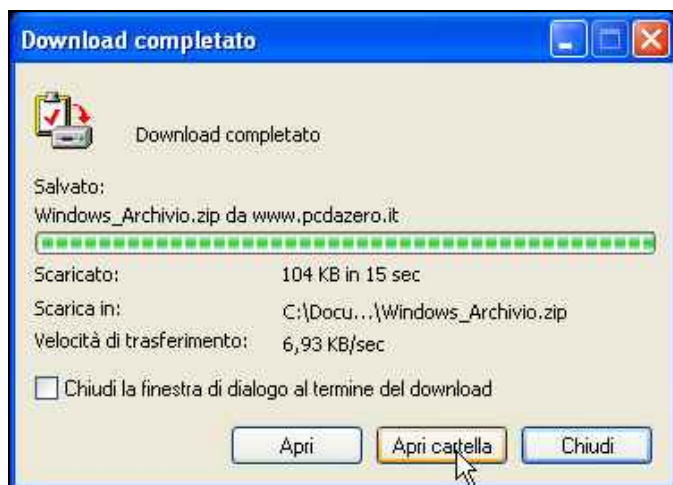 Download completato
Download completato
Salvato:
Windows_Archivio.zip da www.pcdazero.it
Scaricato: 104 KB in 15 sec
Scarica in: C:\Docu...\Windows_Archivio.zip
Velocità di trasferimento: 6,93 KB/sec
Chiudi la finestra di dialogo al termine del download
Apri Apri cartella Chiudi